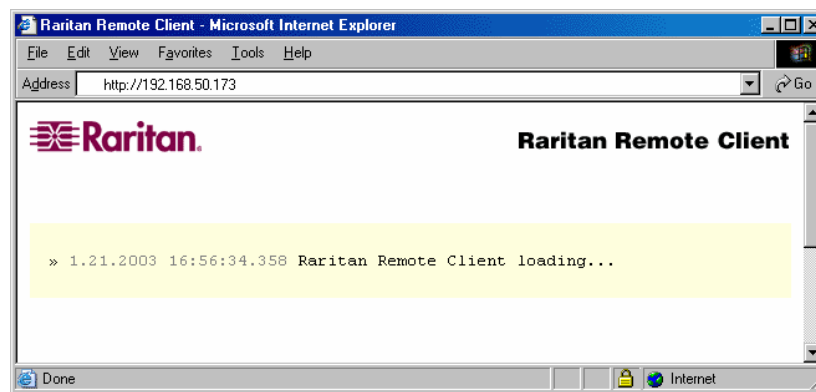 Raritan Remote Client - Microsoft Internet Explorer
File Edit View Favorites Tools Help
Address http://192.168.50.173 Go
Raritan. Raritan Remote Client
» 1.21.2003 16:56:34.358 Raritan Remote Client loading...
Done Internet